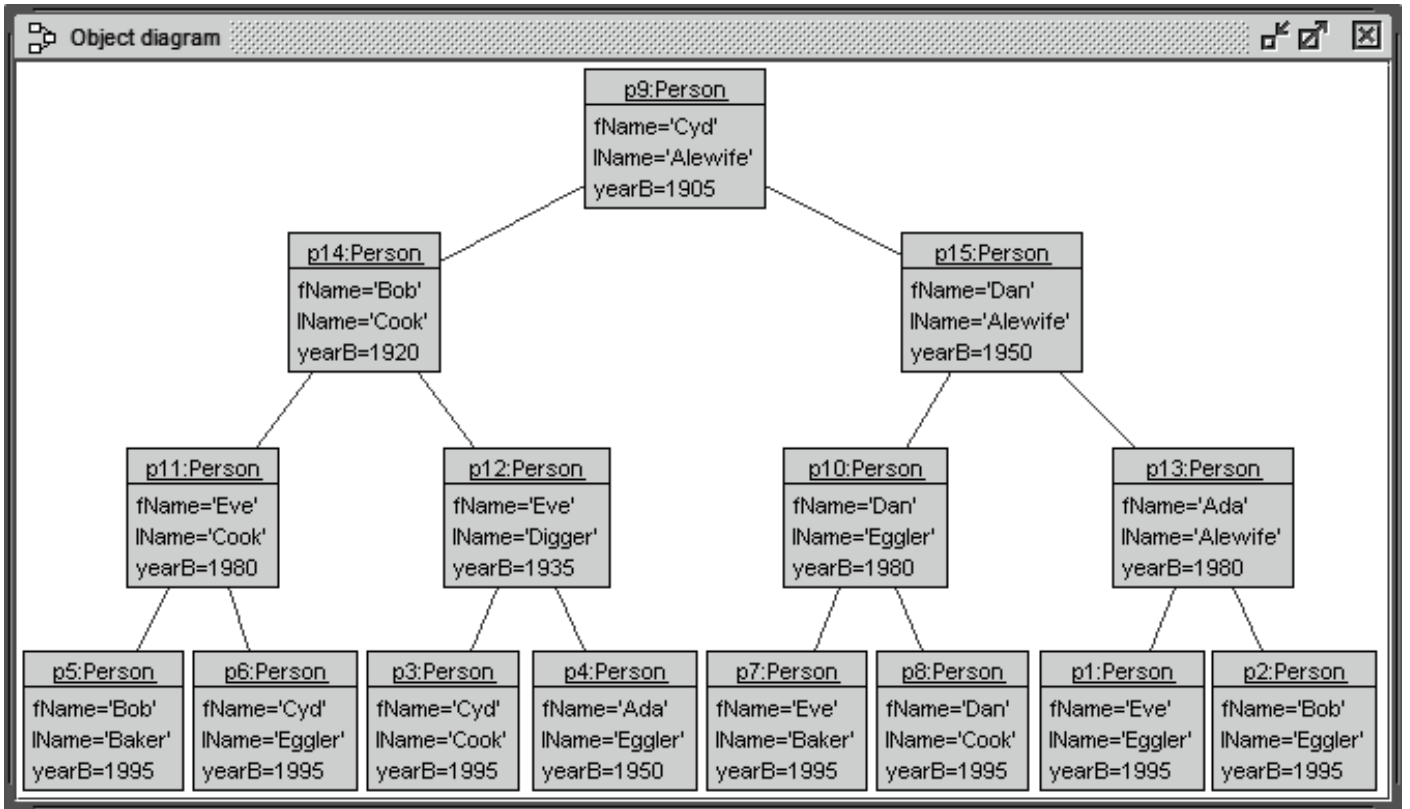 Object diagram
p9:Person
fName='Cyd'
lName='Alewife'
yearB=1905
p14:Person
fName='Bob'
lName='Cook'
yearB=1920
p15:Person
fName='Dan'
lName='Alewife'
yearB=1950
p11:Person
fName='Eve'
lName='Cook'
yearB=1980
p12:Person
fName='Eve'
lName='Digger'
yearB=1935
p10:Person
fName='Dan'
lName='Eggler'
yearB=1980
p13:Person
fName='Ada'
lName='Alewife'
yearB=1980
p5:Person
fName='Bob'
lName='Baker'
yearB=1995
p6:Person
fName='Cyd'
lName='Eggler'
yearB=1995
p3:Person
fName='Cyd'
lName='Cook'
yearB=1995
p4:Person
fName='Ada'
lName='Eggler'
yearB=1950
p7:Person
fName='Eve'
lName='Baker'
yearB=1995
p8:Person
fName='Dan'
lName='Cook'
yearB=1995
p1:Person
fName='Eve'
lName='Eggler'
yearB=1995
p2:Person
fName='Bob'
lName='Eggler'
yearB=1995